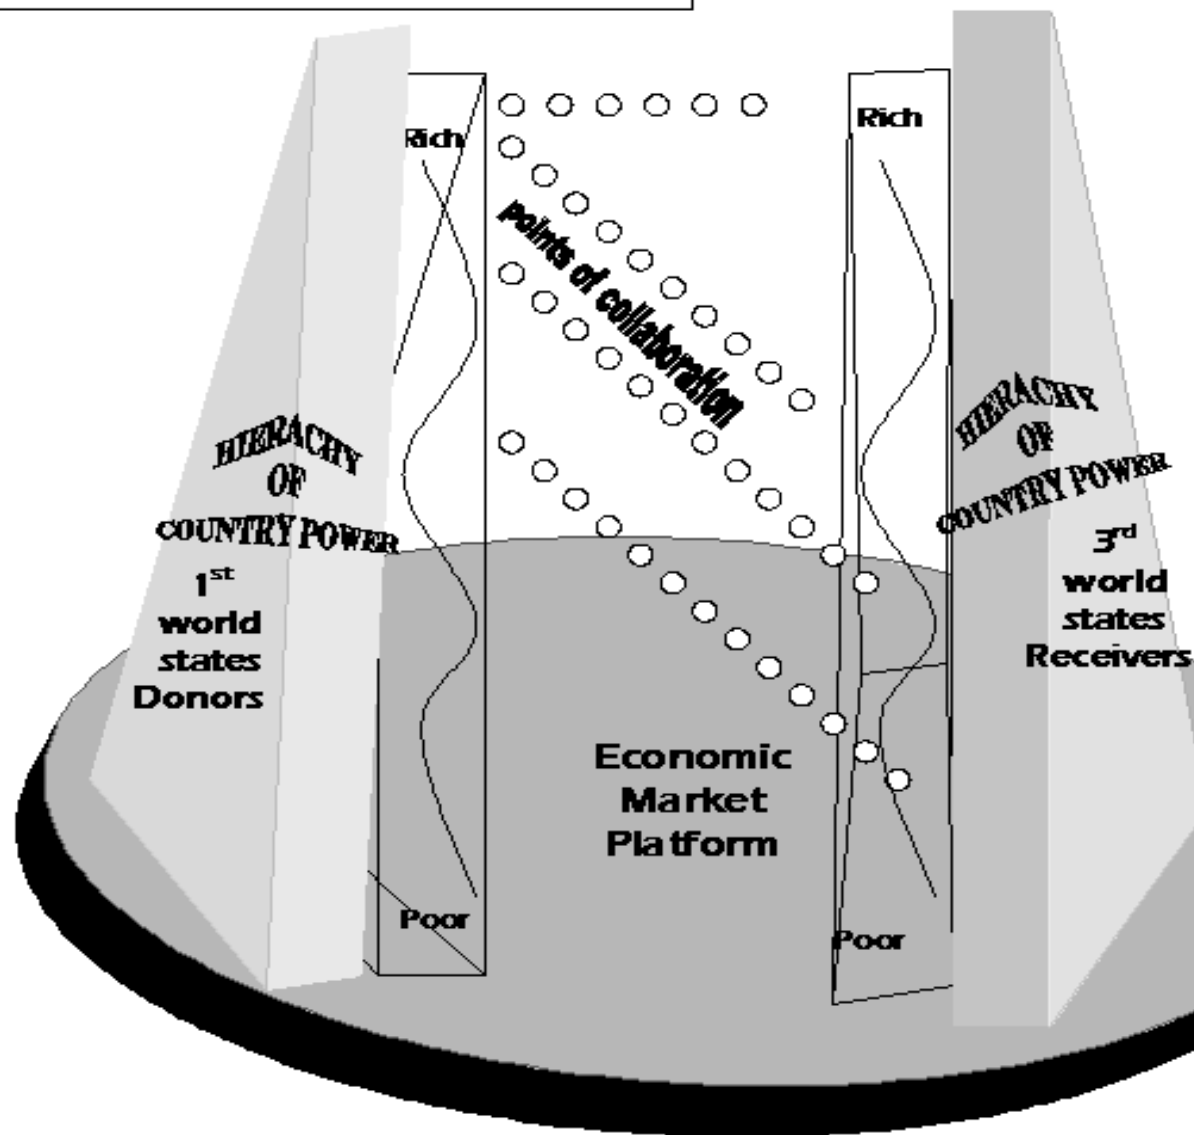 Rich
Rich
points of collaboration
HIERACHY
OF
COUNTRY POWER
1st
world
states
Donors
HIERACHY
OF
COUNTRY POWER
3rd
world
states
Receivers
Economic
Market
Platform
Poor
Poor